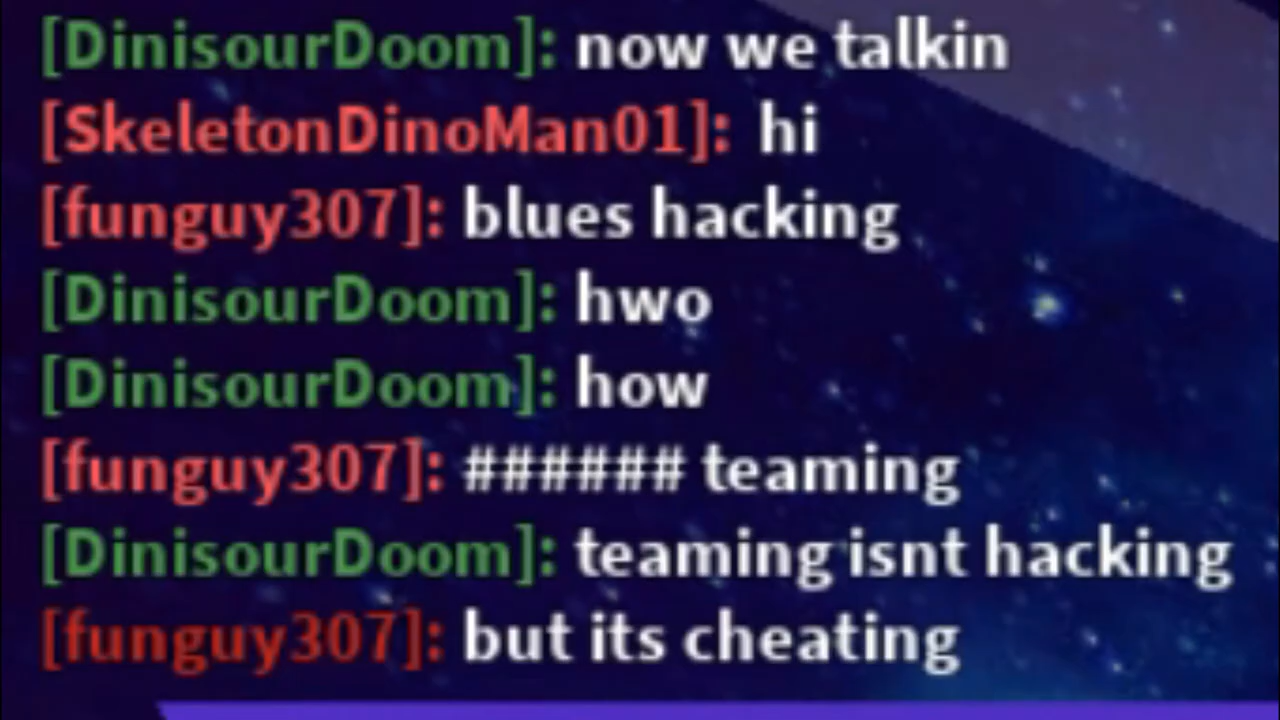 [DinisourDoom]: now we talkin
[SkeletonDinoMan01]: hi
[funguy307]: blues hacking
[DinisourDoom]: hwo
[DinisourDoom]: how
[funguy307]: ###### teaming
[DinisourDoom]: teaming isnt hacking
[funguy307]: but its cheating